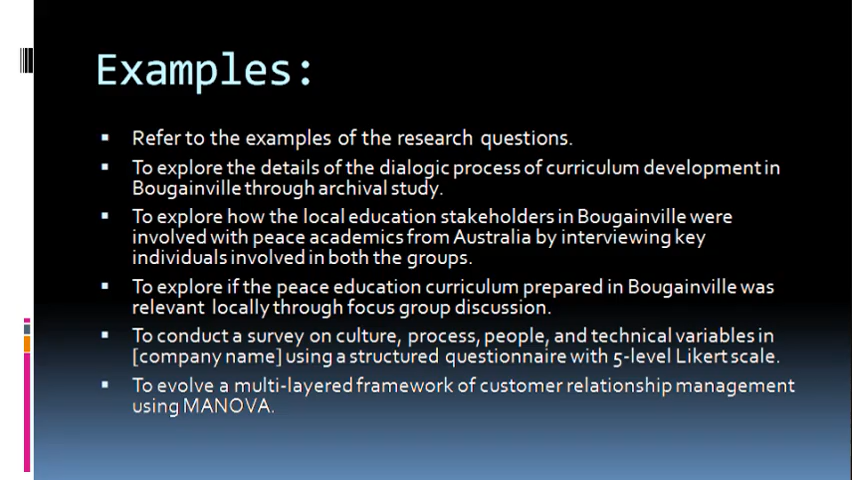 Examples:
Refer to the examples of the research questions.
To explore the details of the dialogic process of curriculum development in
Bougainville through archival study.
To explore how the local education stakeholders in Bougainville were
involved with peace academics from Australia by interviewing key
individuals involved in both the groups.
To explore if the peace education curriculum prepared in Bougainville was
relevant locally through focus group discussion.
To conduct a survey on culture, process, people, and technical variables in
[company name] using a structured questionnaire with 5-level Likert scale.
To evolve a multi-layered framework of customer relationship management
using MANOVA.